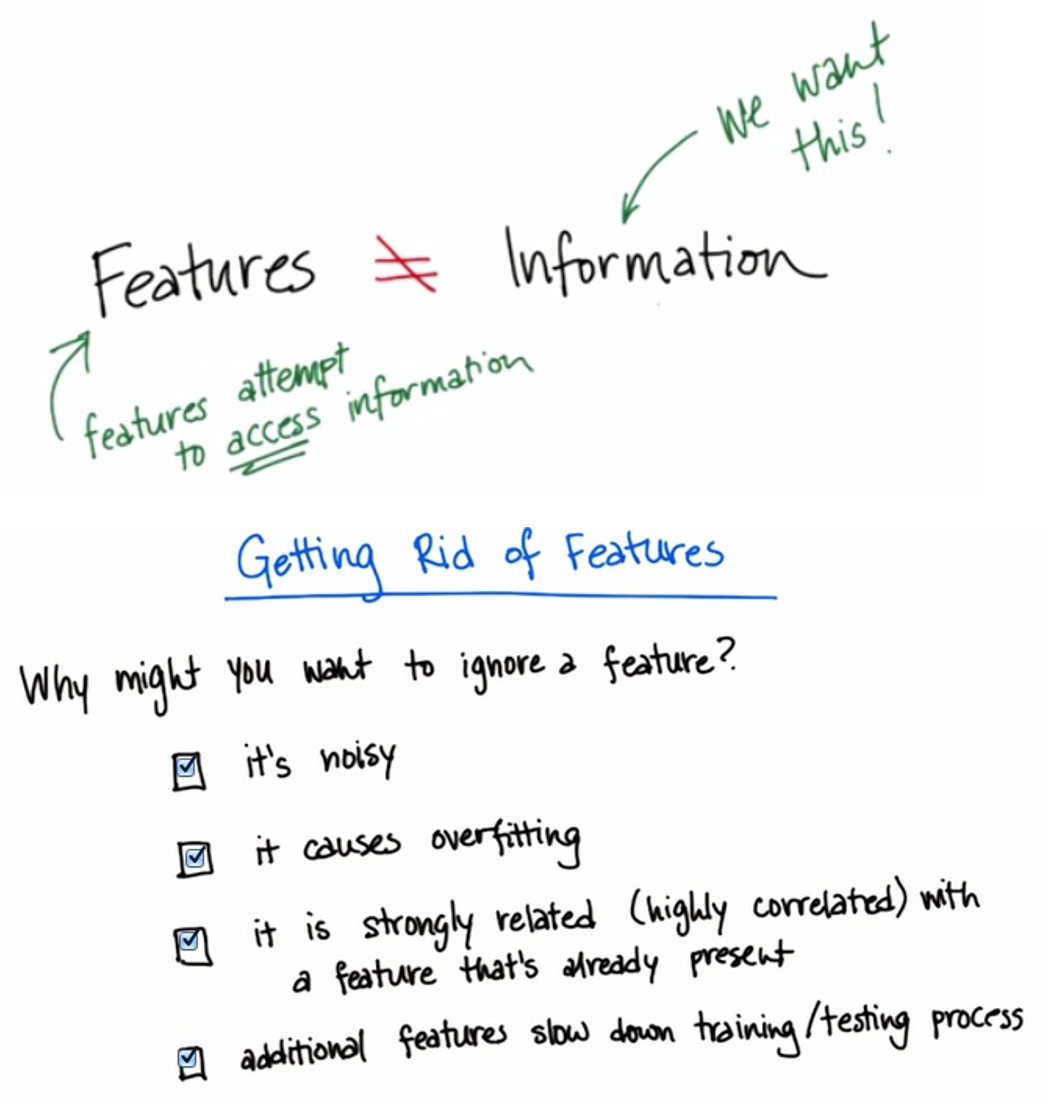 we want
this!
Features ≠ Information
features attempt
to access information
Getting Rid of Features
Why might you want to ignore a feature?
it's noisy
it causes overfitting
it is strongly related (highly correlated) with
a feature that's already present
additional features slow down training/testing process